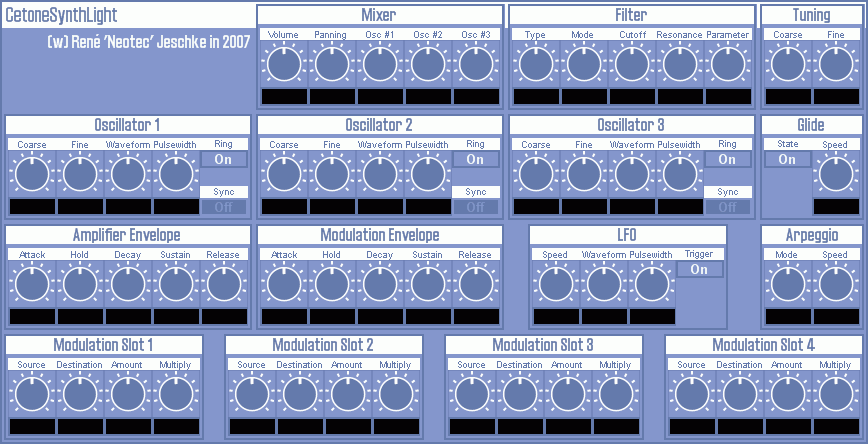 CetoneSynthLight
(w) René 'Neotec' Jeschke in 2007
Mixer
Volume Panning Osc #1 Osc #2 Osc #3
Filter
Type Mode Cutoff Resonance Parameter
Tuning
Coarse Fine
Oscillator 1
Coarse Fine Waveform Pulsewidth Ring
On
Sync
Off
Oscillator 2
Coarse Fine Waveform Pulsewidth Ring
On
Sync
Off
Oscillator 3
Coarse Fine Waveform Pulsewidth Ring
On
Sync
Off
Glide
State Speed
On
Amplifier Envelope
Attack Hold Decay Sustain Release
Modulation Envelope
Attack Hold Decay Sustain Release
LFO
Speed Waveform Pulsewidth Trigger
On
Arpeggio
Mode Speed
Modulation Slot 1
Source Destination Amount Multiply
Modulation Slot 2
Source Destination Amount Multiply
Modulation Slot 3
Source Destination Amount Multiply
Modulation Slot 4
Source Destination Amount Multiply